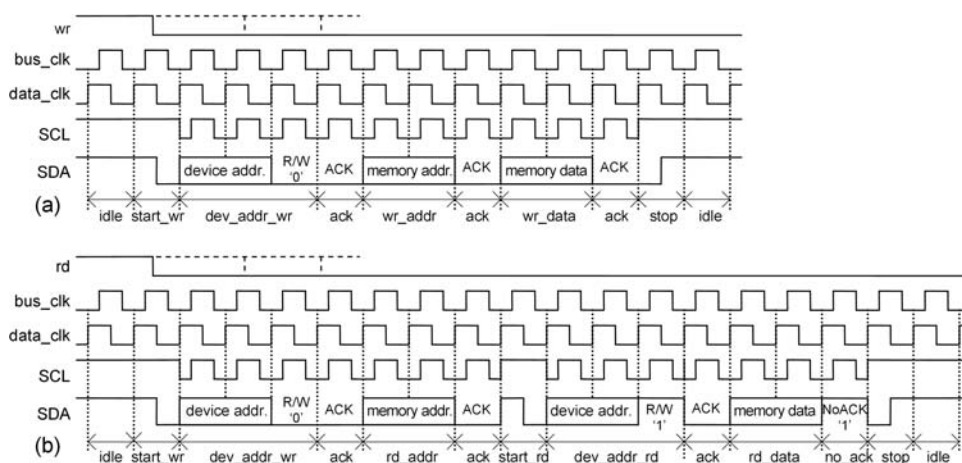 wr
bus_clk
data_clk
SCL
SDA device addr. R/W '0' ACK memory addr. ACK memory data ACK
(a)
idle start_wr dev_addr_wr ack wr_addr ack wr_data ack stop idle
rd
bus_clk
data_clk
SCL
SDA device addr. R/W '0' ACK memory addr. ACK device addr. R/W '1' ACK memory data NoACK '1'
(b)
idle start_wr dev_addr_wr ack rd_addr ack start_rd dev_addr_rd ack rd_data no_ack stop idle